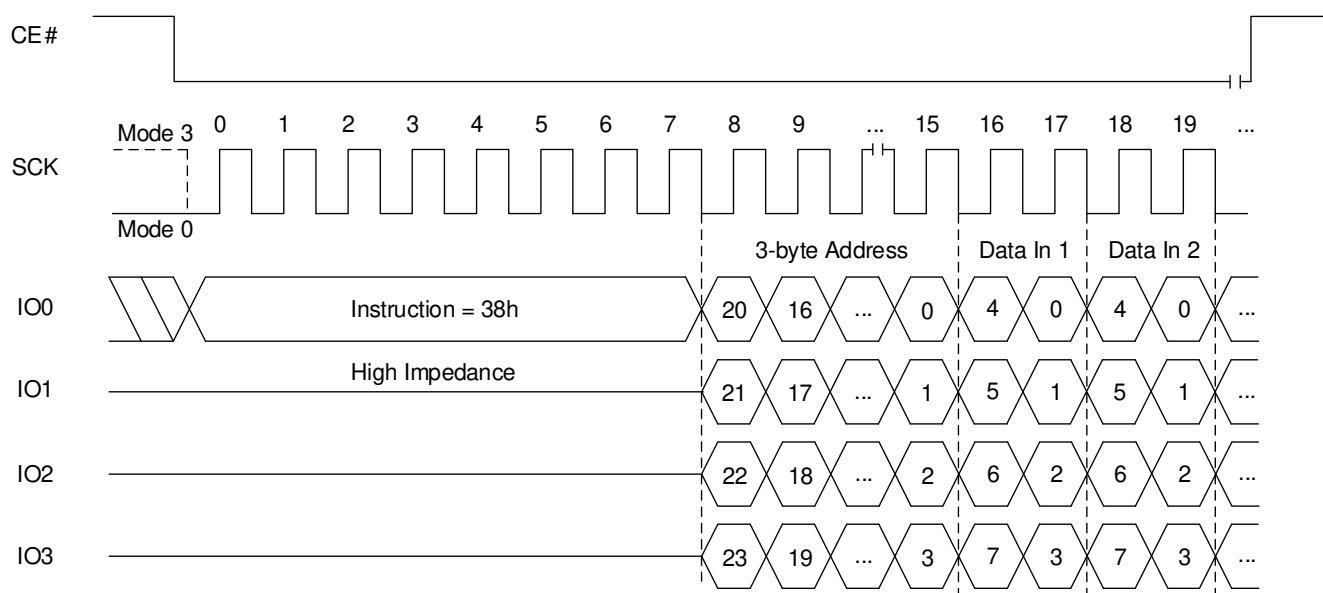 CE#
Mode 3 0 1 2 3 4 5 6 7 8 9 ... 15 16 17 18 19 ...
SCK
Mode 0
3-byte Address Data In 1 Data In 2
IO0 Instruction = 38h 20 16 ... 0 4 0 4 0 ...
High Impedance
IO1 21 17 ... 1 5 1 5 1 ...
IO2 22 18 ... 2 6 2 6 2 ...
IO3 23 19 ... 3 7 3 7 3 ...